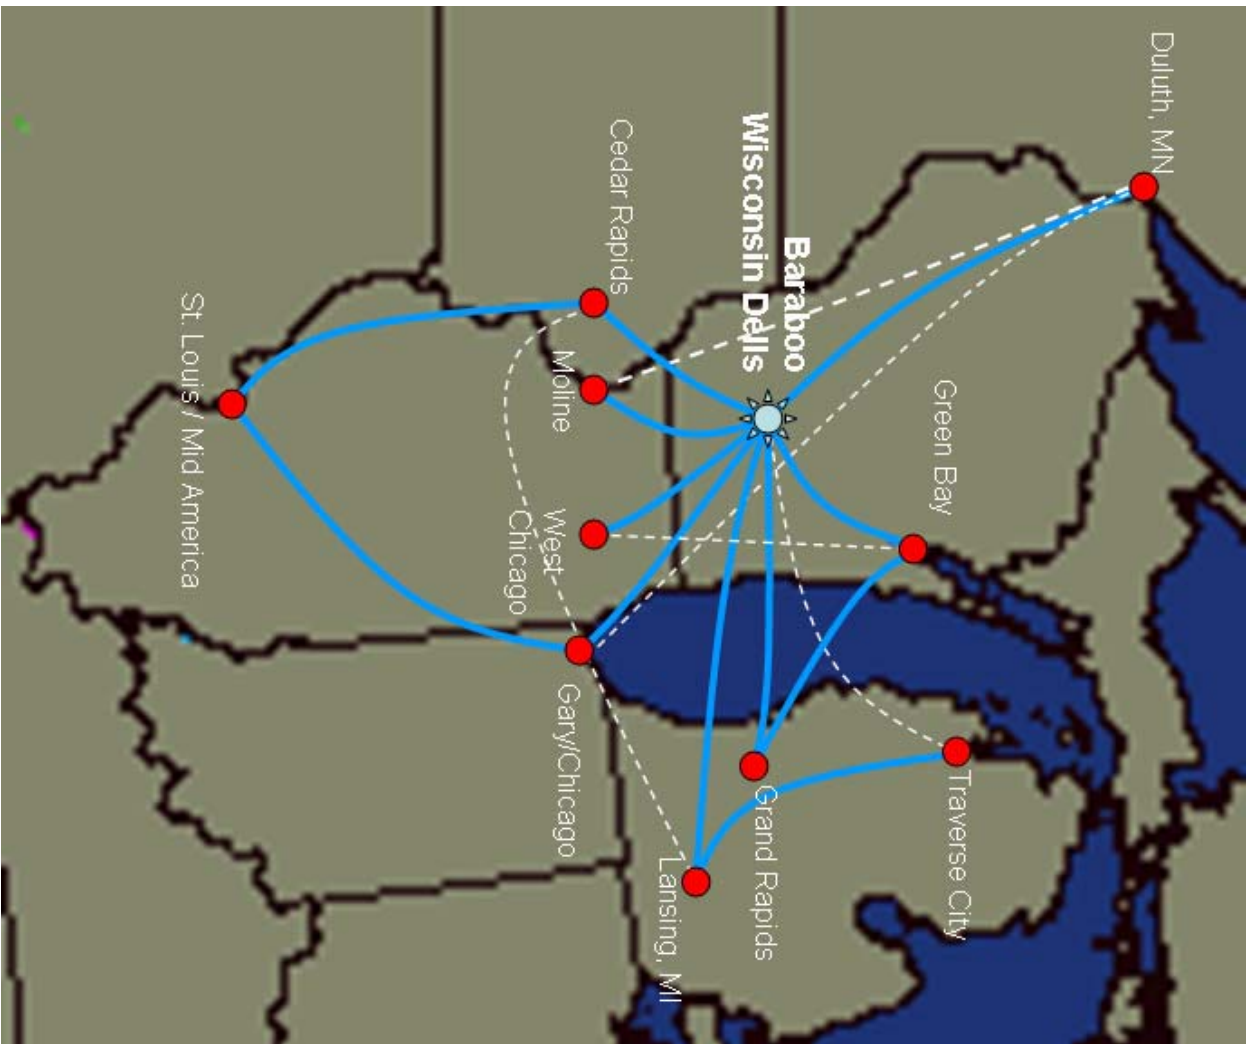 Duluth, MN
Green Bay
Traverse City
Baraboo
Wisconsin Dells
Grand Rapids
Lansing, MI
Cedar Rapids
Moline
West
Chicago
Gary/Chicago
St. Louis / Mid America